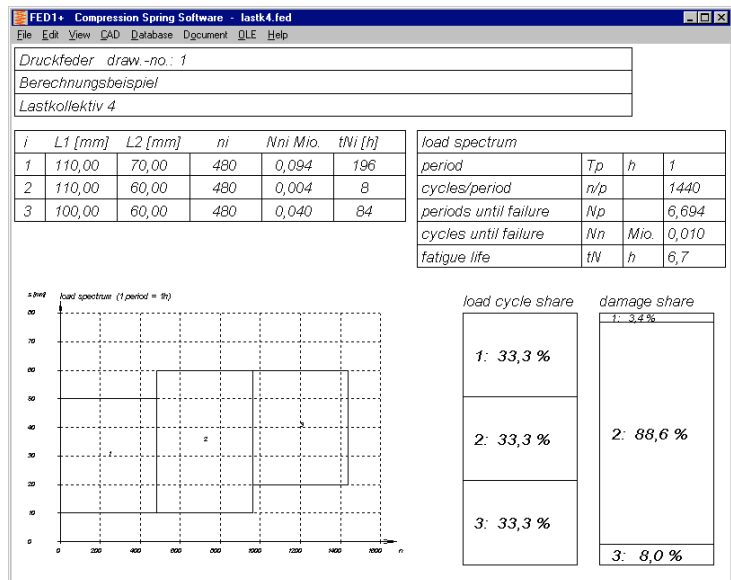 FED1+ Compression Spring Software - lastk4.fed
File Edit View CAD Database Document OLE Help
Druckfeder draw.-no.: 1
Berechnungsbeispiel
Lastkollektiv 4
i L1 [mm] L2 [mm] ni Nni Mio. tNi [h]
1 110,00 70,00 480 0,094 196
2 110,00 60,00 480 0,004 8
3 100,00 60,00 480 0,040 84
load spectrum
period Tp h 1
cycles/period n/p 1440
periods until failure Np 6,694
cycles until failure Nn Mio. 0,010
fatigue life tN h 6,7
s [mm] load spectrum (1 period = 1h)
80
70
60
50
40
30
20
10
0
1
2
3
0 200 400 600 800 1000 1200 1400 1600 n
load cycle share
1: 33,3 %
2: 33,3 %
3: 33,3 %
damage share
1: 3,4 %
2: 88,6 %
3: 8,0 %